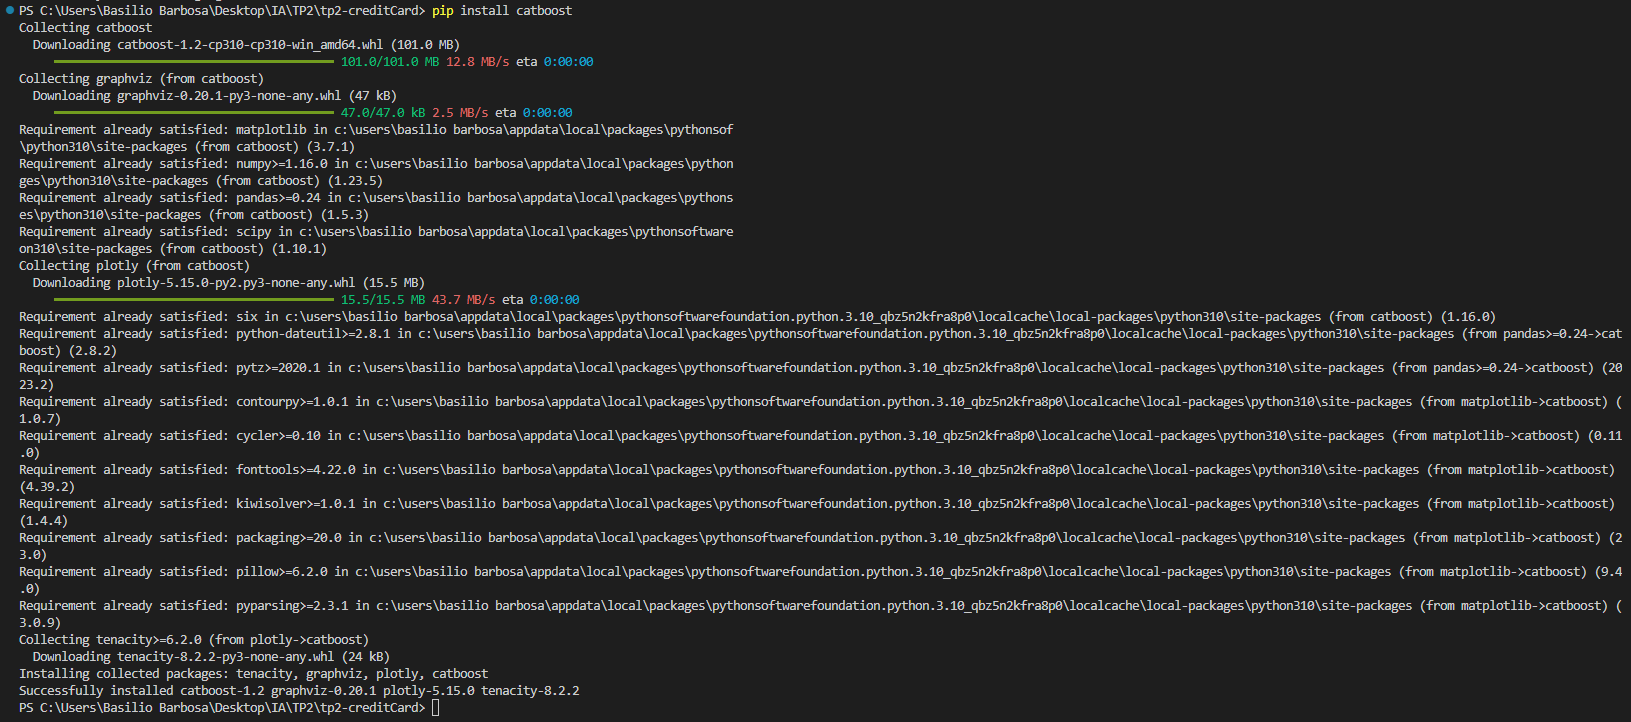 PS C:\Users\Basilio Barbosa\Desktop\IA\TP2\tp2-creditCard> pip install catboost
Collecting catboost
  Downloading catboost-1.2-cp310-cp310-win_amd64.whl (101.0 MB)
101.0/101.0 MB 12.8 MB/s eta 0:00:00
Collecting graphviz (from catboost)
  Downloading graphviz-0.20.1-py3-none-any.whl (47 kB)
47.0/47.0 kB 2.5 MB/s eta 0:00:00
Requirement already satisfied: matplotlib in c:\users\basilio barbosa\appdata\local\packages\pythonsof
\python310\site-packages (from catboost) (3.7.1)
Requirement already satisfied: numpy>=1.16.0 in c:\users\basilio barbosa\appdata\local\packages\python
ges\python310\site-packages (from catboost) (1.23.5)
Requirement already satisfied: pandas>=0.24 in c:\users\basilio barbosa\appdata\local\packages\pythons
es\python310\site-packages (from catboost) (1.5.3)
Requirement already satisfied: scipy in c:\users\basilio barbosa\appdata\local\packages\pythonsoftware
on310\site-packages (from catboost) (1.10.1)
Collecting plotly (from catboost)
  Downloading plotly-5.15.0-py2.py3-none-any.whl (15.5 MB)
15.5/15.5 MB 43.7 MB/s eta 0:00:00
Requirement already satisfied: six in c:\users\basilio barbosa\appdata\local\packages\pythonsoftwarefoundation.python.3.10_qbz5n2kfra8p0\localcache\local-packages\python310\site-packages (from catboost) (1.16.0)
Requirement already satisfied: python-dateutil>=2.8.1 in c:\users\basilio barbosa\appdata\local\packages\pythonsoftwarefoundation.python.3.10_qbz5n2kfra8p0\localcache\local-packages\python310\site-packages (from pandas>=0.24->cat
boost) (2.8.2)
Requirement already satisfied: pytz>=2020.1 in c:\users\basilio barbosa\appdata\local\packages\pythonsoftwarefoundation.python.3.10_qbz5n2kfra8p0\localcache\local-packages\python310\site-packages (from pandas>=0.24->catboost) (20
23.2)
Requirement already satisfied: contourpy>=1.0.1 in c:\users\basilio barbosa\appdata\local\packages\pythonsoftwarefoundation.python.3.10_qbz5n2kfra8p0\localcache\local-packages\python310\site-packages (from matplotlib->catboost) (
1.0.7)
Requirement already satisfied: cycler>=0.10 in c:\users\basilio barbosa\appdata\local\packages\pythonsoftwarefoundation.python.3.10_qbz5n2kfra8p0\localcache\local-packages\python310\site-packages (from matplotlib->catboost) (0.11
.0)
Requirement already satisfied: fonttools>=4.22.0 in c:\users\basilio barbosa\appdata\local\packages\pythonsoftwarefoundation.python.3.10_qbz5n2kfra8p0\localcache\local-packages\python310\site-packages (from matplotlib->catboost)
(4.39.2)
Requirement already satisfied: kiwisolver>=1.0.1 in c:\users\basilio barbosa\appdata\local\packages\pythonsoftwarefoundation.python.3.10_qbz5n2kfra8p0\localcache\local-packages\python310\site-packages (from matplotlib->catboost)
(1.4.4)
Requirement already satisfied: packaging>=20.0 in c:\users\basilio barbosa\appdata\local\packages\pythonsoftwarefoundation.python.3.10_qbz5n2kfra8p0\localcache\local-packages\python310\site-packages (from matplotlib->catboost) (2
3.0)
Requirement already satisfied: pillow>=6.2.0 in c:\users\basilio barbosa\appdata\local\packages\pythonsoftwarefoundation.python.3.10_qbz5n2kfra8p0\localcache\local-packages\python310\site-packages (from matplotlib->catboost) (9.4
.0)
Requirement already satisfied: pyparsing>=2.3.1 in c:\users\basilio barbosa\appdata\local\packages\pythonsoftwarefoundation.python.3.10_qbz5n2kfra8p0\localcache\local-packages\python310\site-packages (from matplotlib->catboost) (
3.0.9)
Collecting tenacity>=6.2.0 (from plotly->catboost)
  Downloading tenacity-8.2.2-py3-none-any.whl (24 kB)
Installing collected packages: tenacity, graphviz, plotly, catboost
Successfully installed catboost-1.2 graphviz-0.20.1 plotly-5.15.0 tenacity-8.2.2
PS C:\Users\Basilio Barbosa\Desktop\IA\TP2\tp2-creditCard>